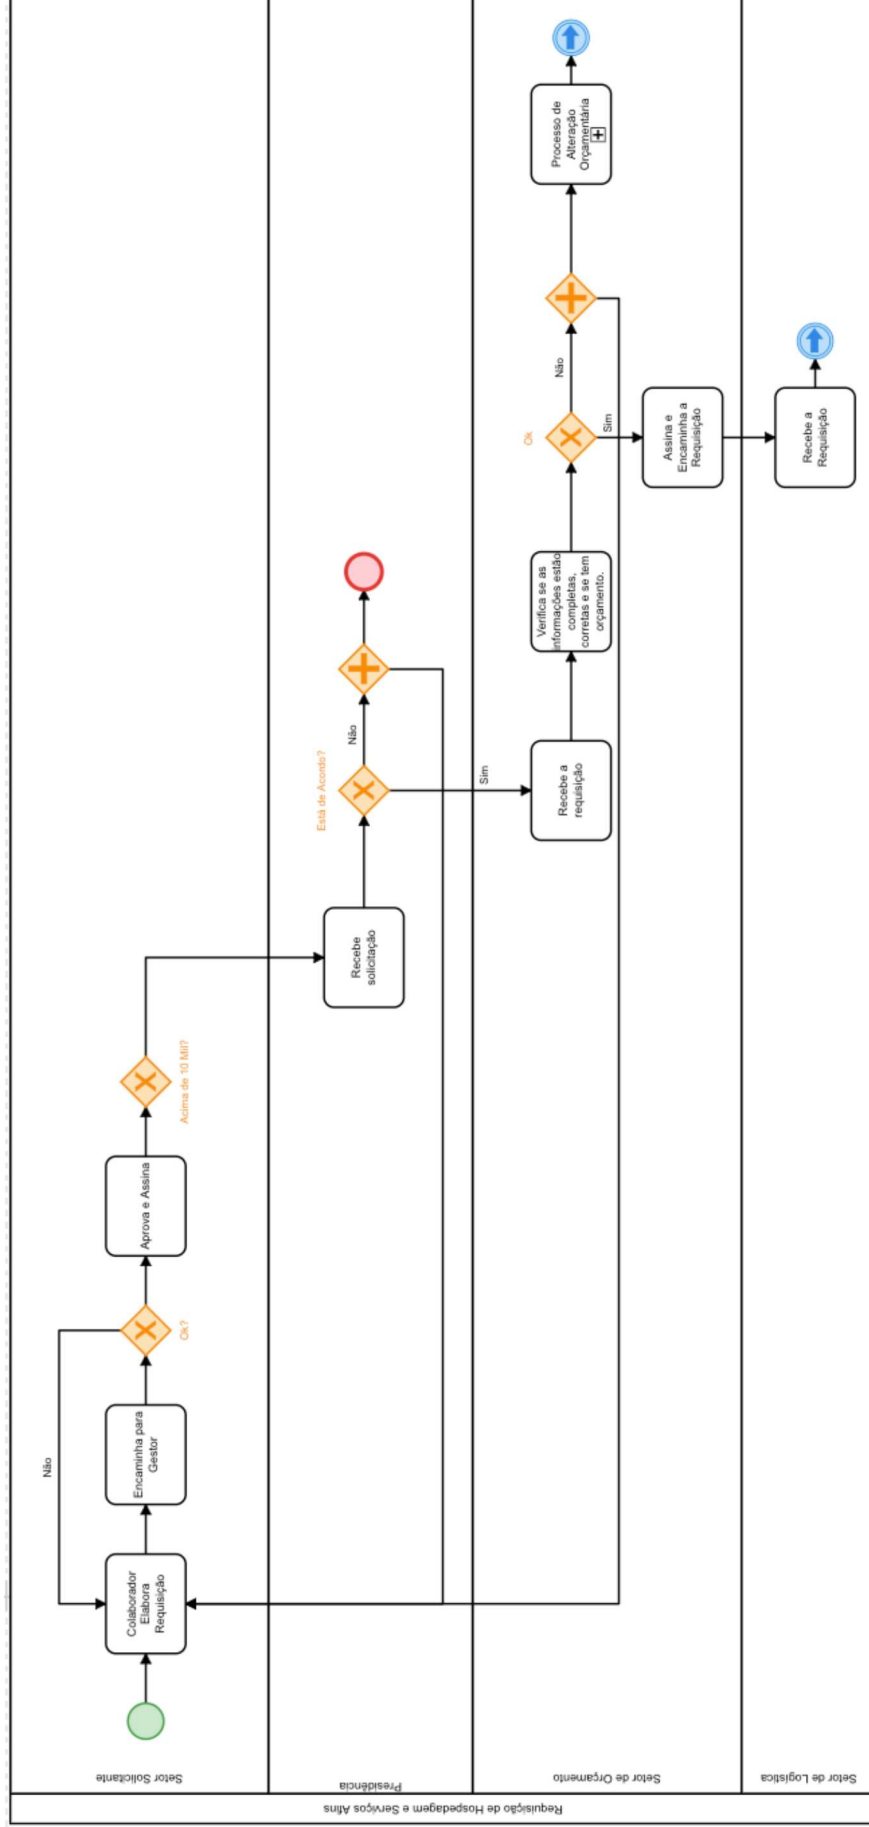 Requisição de Hospedagem e Serviços Afins
Setor Solicitante
Colaborador
Elabora
Requisição
Encaminha para
Gestor
Não
Ok?
Aprova e Assina
Acima de 10 Mil?
Presidência
Recebe
solicitação
Está de Acordo?
Não
Sim
Setor de Orçamento
Recebe a
requisição
Verifica se as
informações estão
completas,
corretas e se tem
orçamento.
Ok
Não
Sim
Processo de
Alteração
Orçamentária
Assina e
Encaminha a
Requisição
Setor de Logística
Recebe a
Requisição